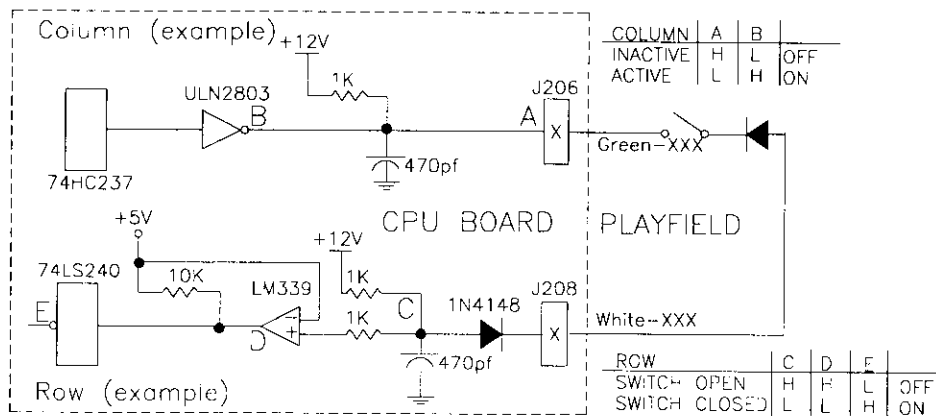 Column (example)
+12V
1K
ULN2803
B
A
J206
X
470pf
74HC237
Green-XXX
COLUMN A B
INACTIVE H L OFF
ACTIVE L H ON
CPU BOARD
PLAYFIELD
+5V
+12V
74LS240
10K
LM339
1K
C
1N4148
J208
E
D
-
+
1K
X
White-XXX
470pf
Row (example)
ROW C D E
SWITCH OPEN H H L OFF
SWITCH CLOSED L L H ON